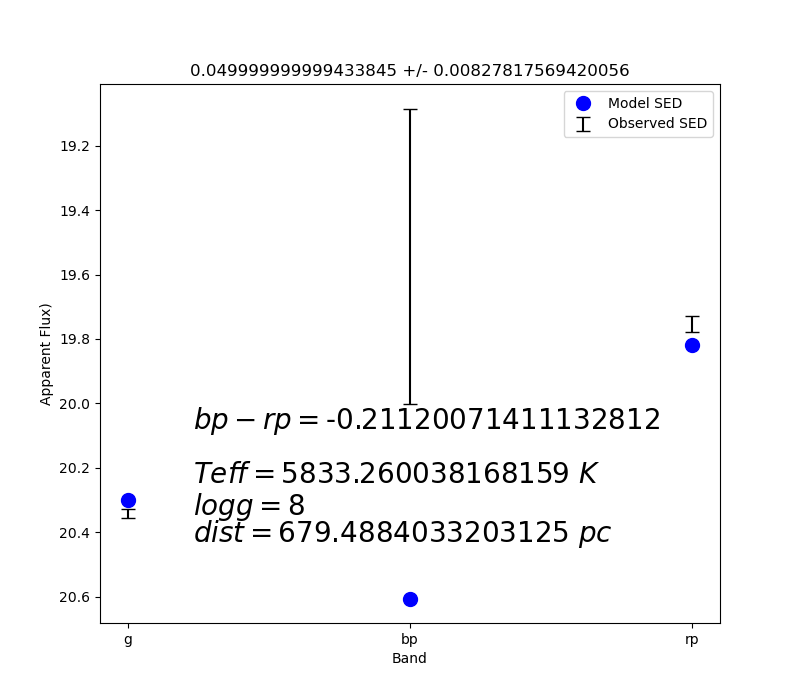 0.049999999999433845 +/- 0.00827817569420056
Model SED
Observed SED
19.2
19.4
19.6
19.8
20.0
20.2
20.4
20.6
Apparent Flux)
bp − rp = -0.21120071411132812
Teff = 5833.260038168159 K
logg = 8
dist = 679.4884033203125 pc
g
bp
rp
Band